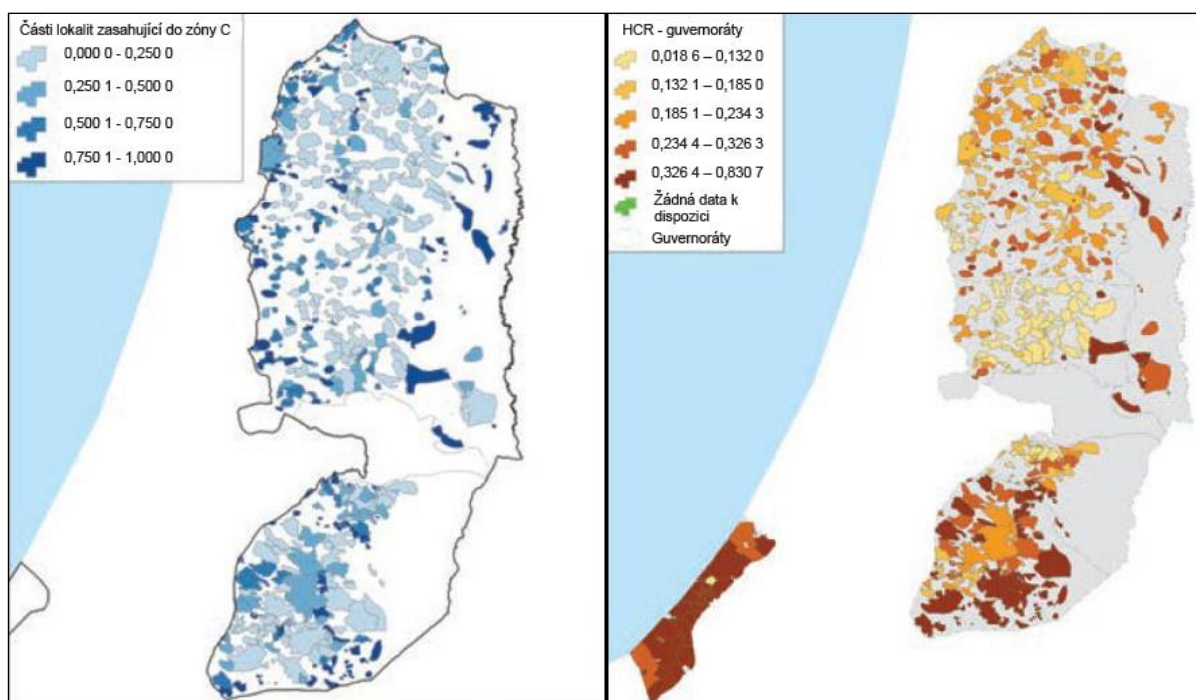 Části lokalit zasahující do zóny C
0,000 0 - 0,250 0
0,250 1 - 0,500 0
0,500 1 - 0,750 0
0,750 1 - 1,000 0
HCR - guvernoráty
0,018 6 – 0,132 0
0,132 1 – 0,185 0
0,185 1 – 0,234 3
0,234 4 – 0,326 3
0,326 4 – 0,830 7
Žádná data k
dispozici
Guvernoráty